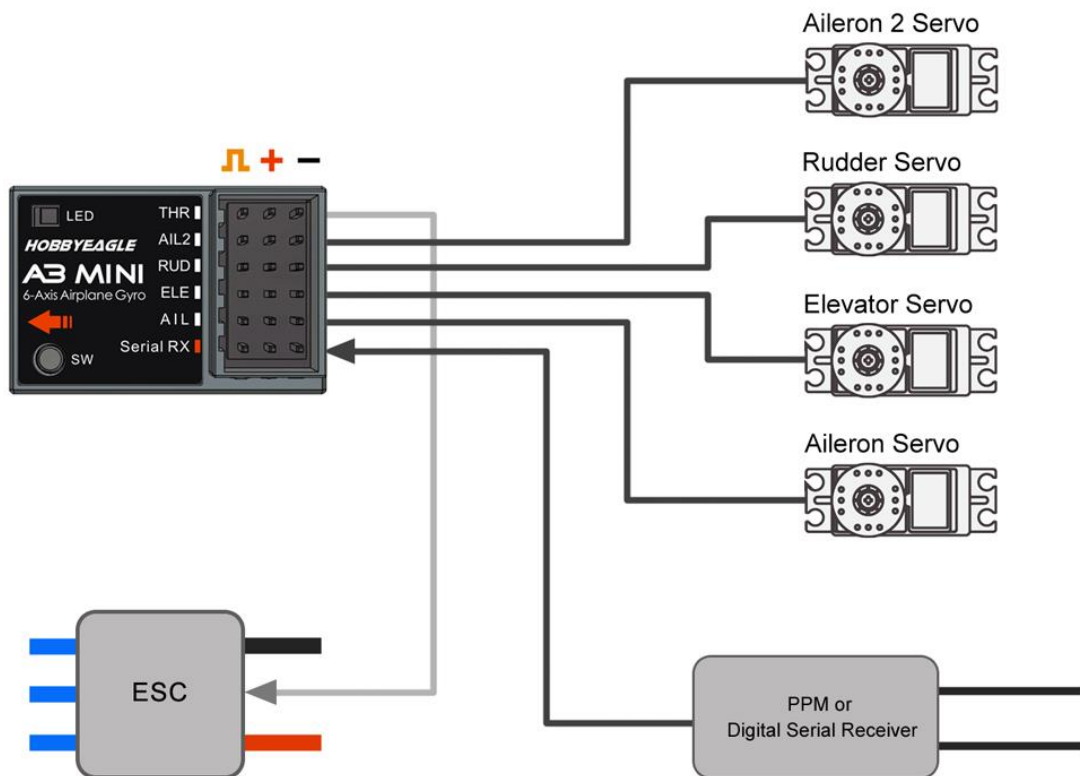 Aileron 2 Servo
Rudder Servo
LED
THR
HOBBYEAGLE
AIL2
A3 MINI
RUD
6-Axis Airplane Gyro
ELE
AIL
Serial RX
SW
Elevator Servo
Aileron Servo
ESC
PPM or
Digital Serial Receiver